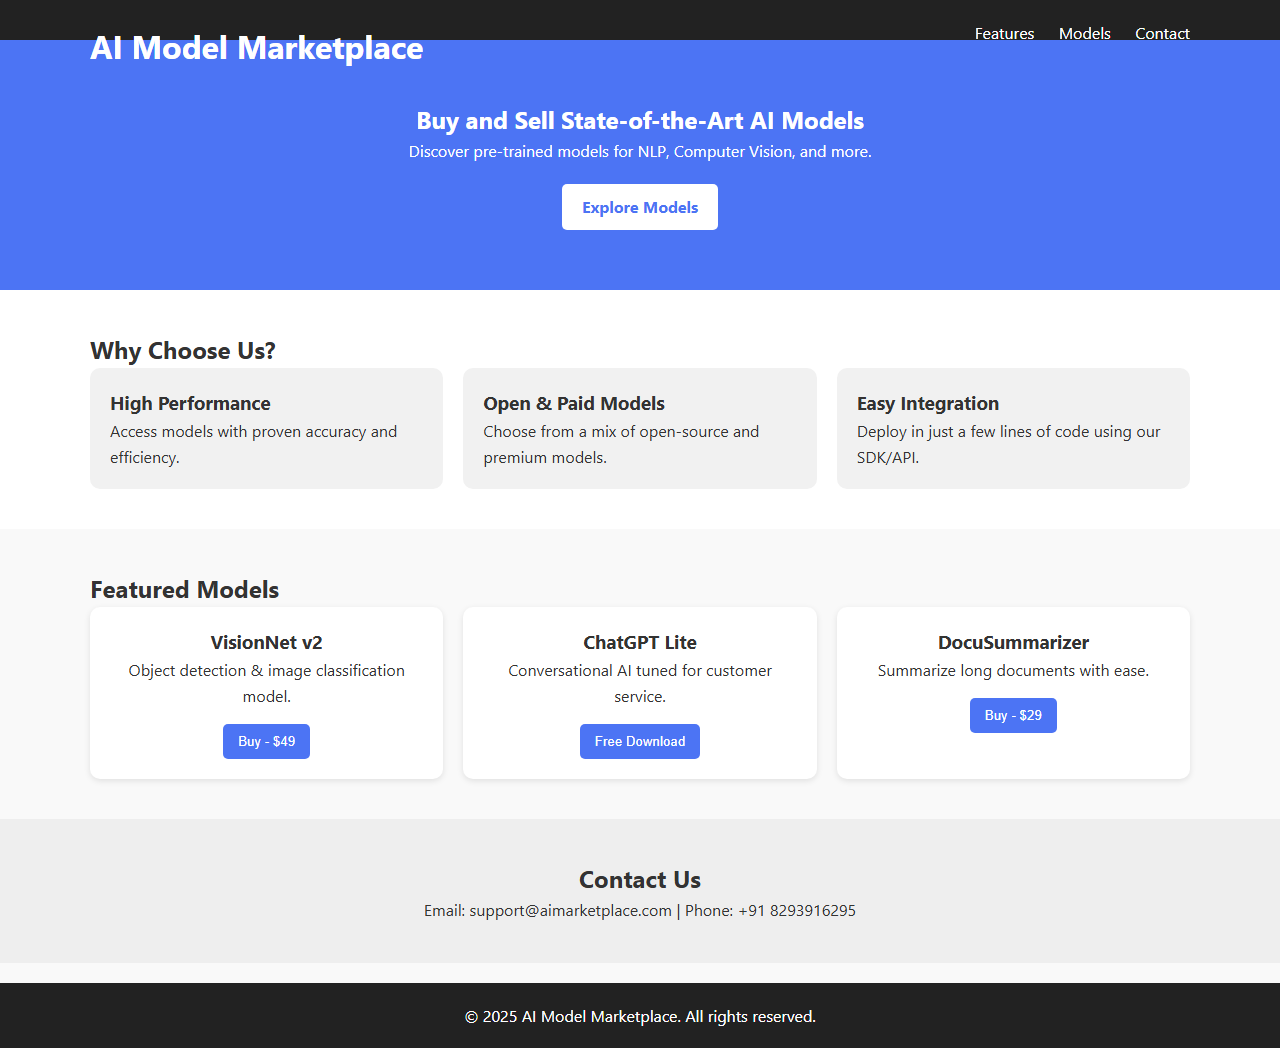 AI Model Marketplace
Features Models Contact
Buy and Sell State-of-the-Art AI Models
Discover pre-trained models for NLP, Computer Vision, and more.
Explore Models
Why Choose Us?
High Performance
Access models with proven accuracy and
efficiency.
Open & Paid Models
Choose from a mix of open-source and
premium models.
Easy Integration
Deploy in just a few lines of code using our
SDK/API.
Featured Models
VisionNet v2
Object detection & image classification
model.
Buy - $49
ChatGPT Lite
Conversational AI tuned for customer
service.
Free Download
DocuSummarizer
Summarize long documents with ease.
Buy - $29
Contact Us
Email: support@aimarketplace.com | Phone: +91 8293916295
© 2025 AI Model Marketplace. All rights reserved.